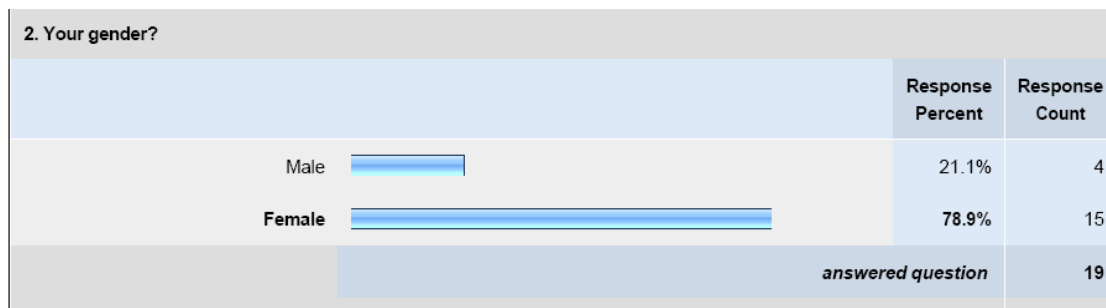 2. Your gender?
Response Percent
Response Count
Male 21.1% 4
Female 78.9% 15
answered question 19